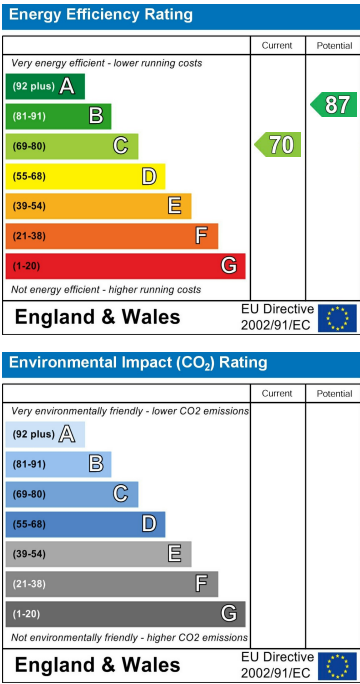 Energy Efficiency Rating
Current Potential
Very energy efficient - lower running costs
(92 plus) A
87
(81-91) B
(69-80) C 70
(55-68) D
(39-54) E
(21-38) F
(1-20) G
Not energy efficient - higher running costs
England & Wales
EU Directive
2002/91/EC
Environmental Impact (CO₂) Rating
Current Potential
Very environmentally friendly - lower CO2 emissions
(92 plus) A
(81-91) B
(69-80) C
(55-68) D
(39-54) E
(21-38) F
(1-20) G
Not environmentally friendly - higher CO2 emissions
England & Wales
EU Directive
2002/91/EC